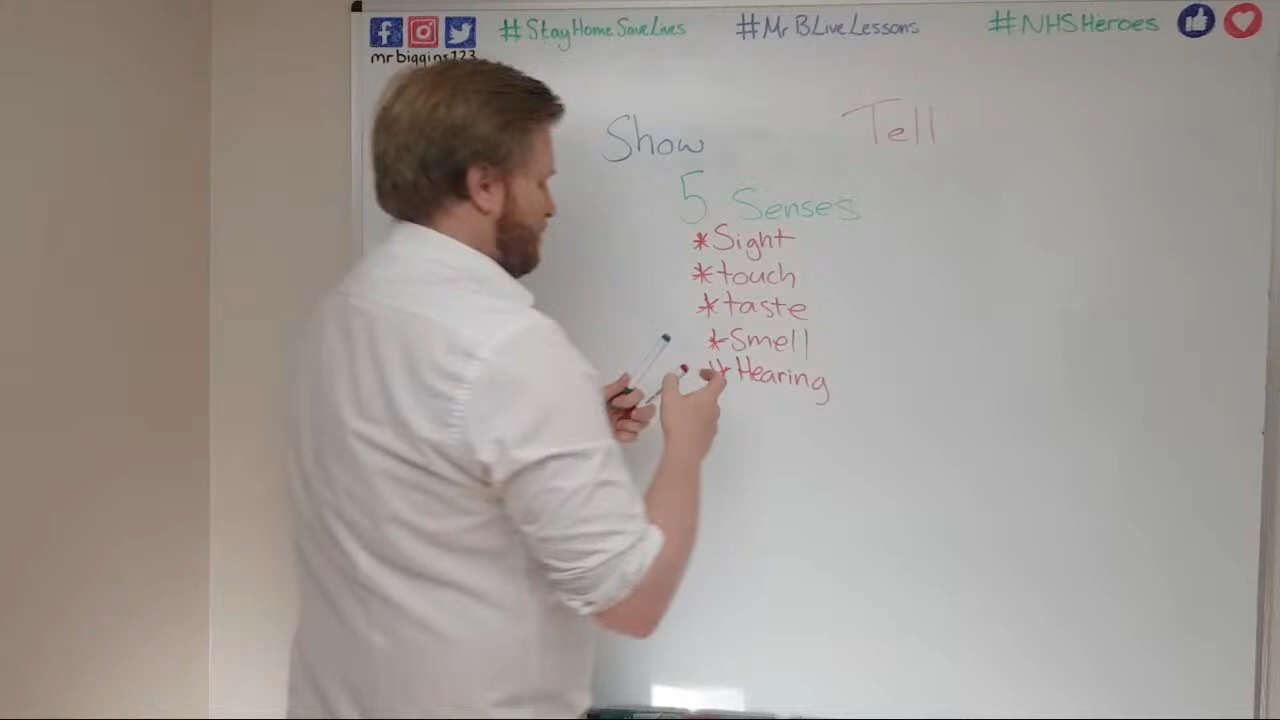 #StayHomeSaveLives #MrBLiveLessons #NHSHeroes
mrbiggins123
Show Tell
5 Senses
*Sight
*touch
*taste
*Smell
*Hearing